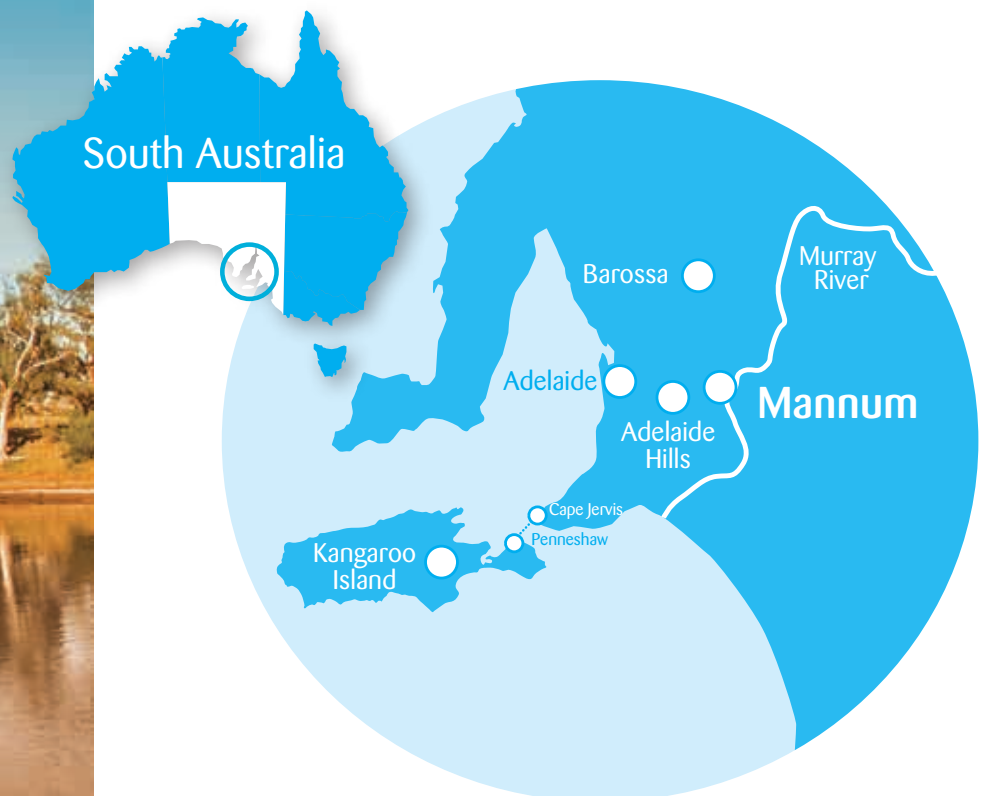 South Australia
Barossa
Murray
River
Adelaide
Mannum
Adelaide
Hills
Cape Jervis
Penneshaw
Kangaroo
Island